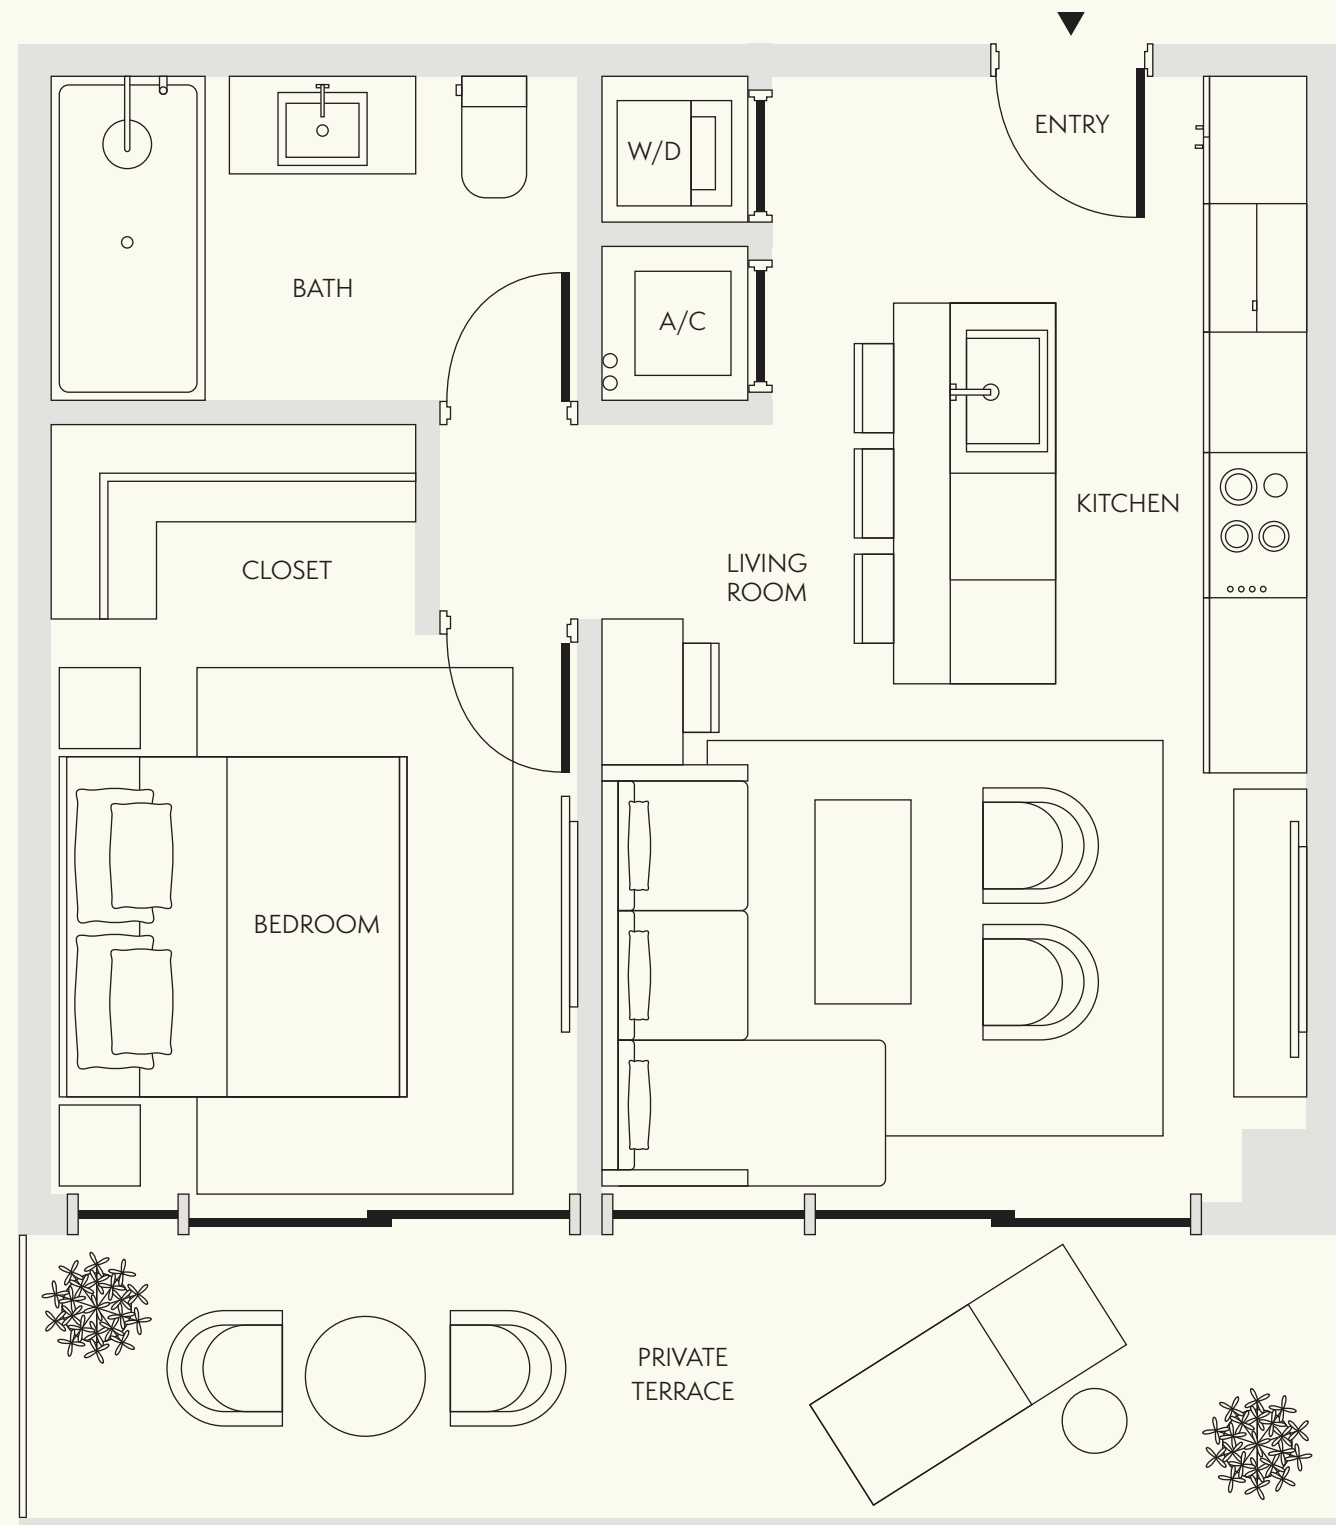 ENTRY
W/D
BATH
A/C
KITCHEN
LIVING
ROOM
CLOSET
BEDROOM
PRIVATE
TERRACE